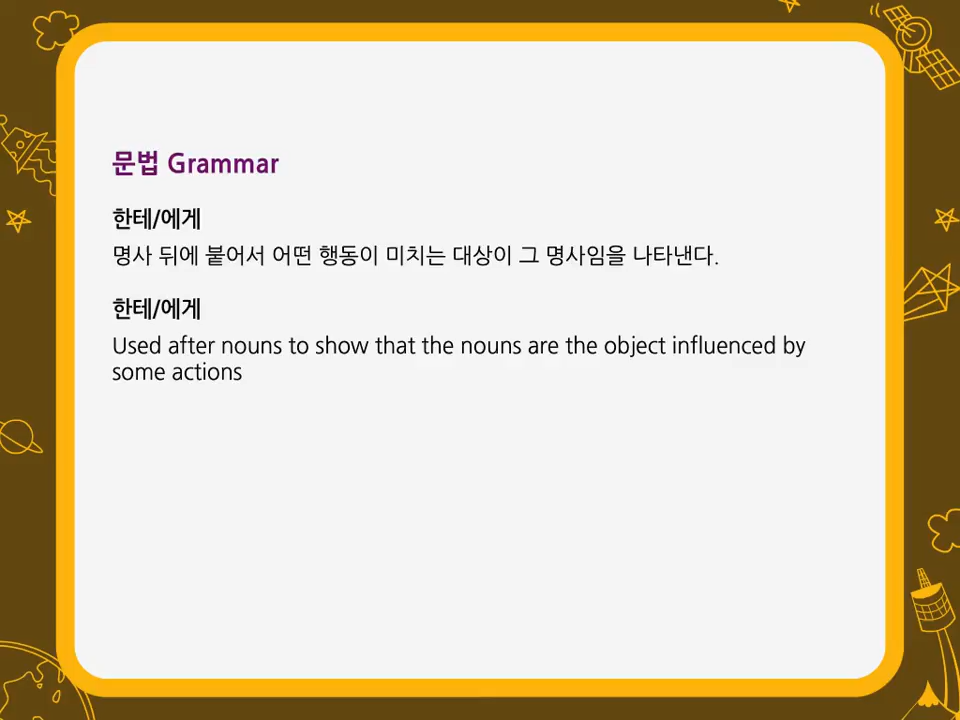 문법 Grammar
한테/에게
명사 뒤에 붙어서 어떤 행동이 미치는 대상이 그 명사임을 나타낸다.
한테/에게
Used after nouns to show that the nouns are the object influenced by
some actions